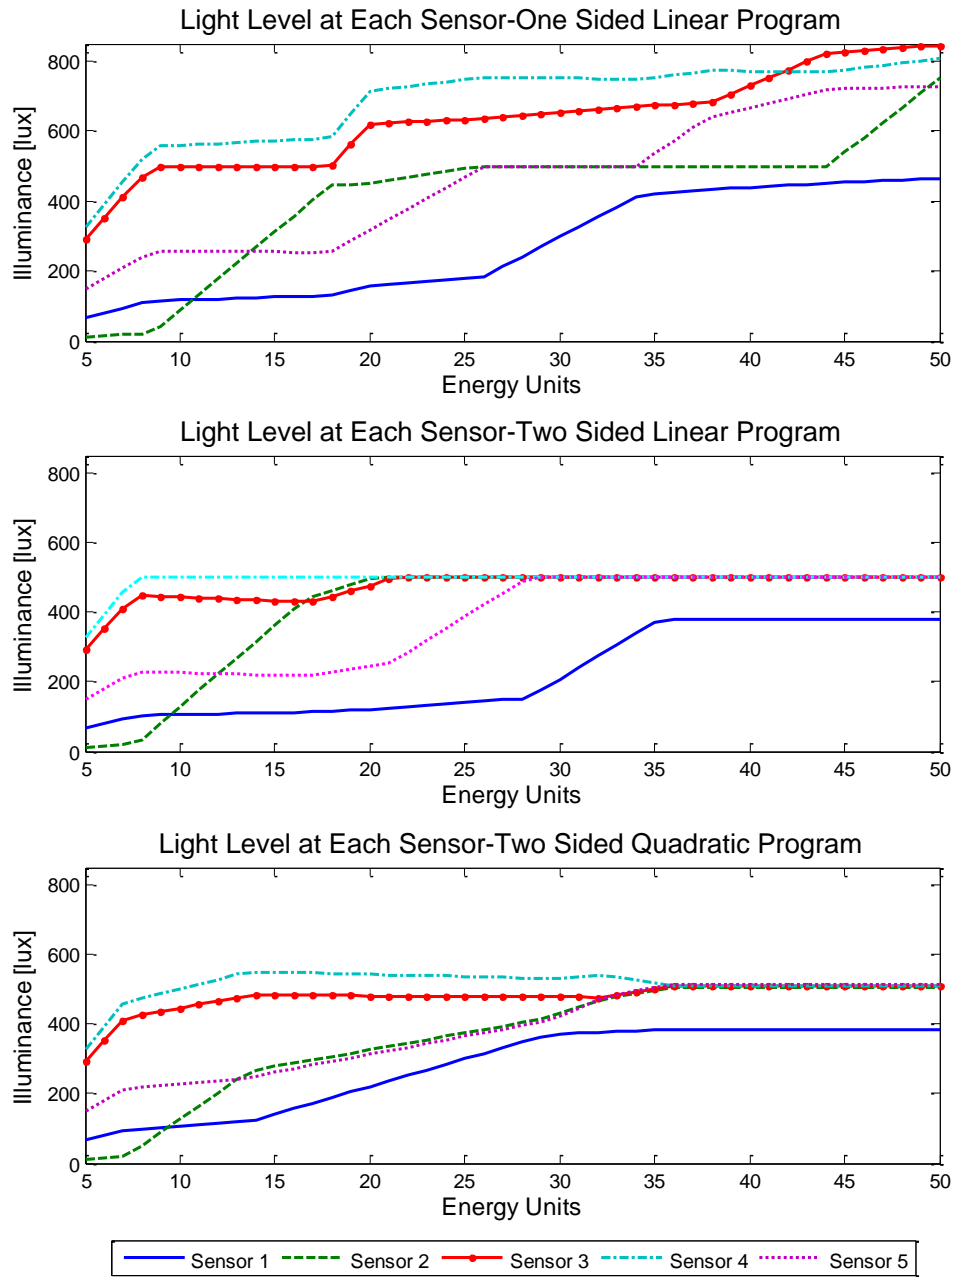 Light Level at Each Sensor-One Sided Linear Program
Illuminance [lux]
800
600
400
200
0
5 10 15 20 25 30 35 40 45 50
Energy Units
Light Level at Each Sensor-Two Sided Linear Program
Illuminance [lux]
800
600
400
200
0
5 10 15 20 25 30 35 40 45 50
Energy Units
Light Level at Each Sensor-Two Sided Quadratic Program
Illuminance [lux]
800
600
400
200
0
5 10 15 20 25 30 35 40 45 50
Energy Units
Sensor 1 Sensor 2 Sensor 3 Sensor 4 Sensor 5